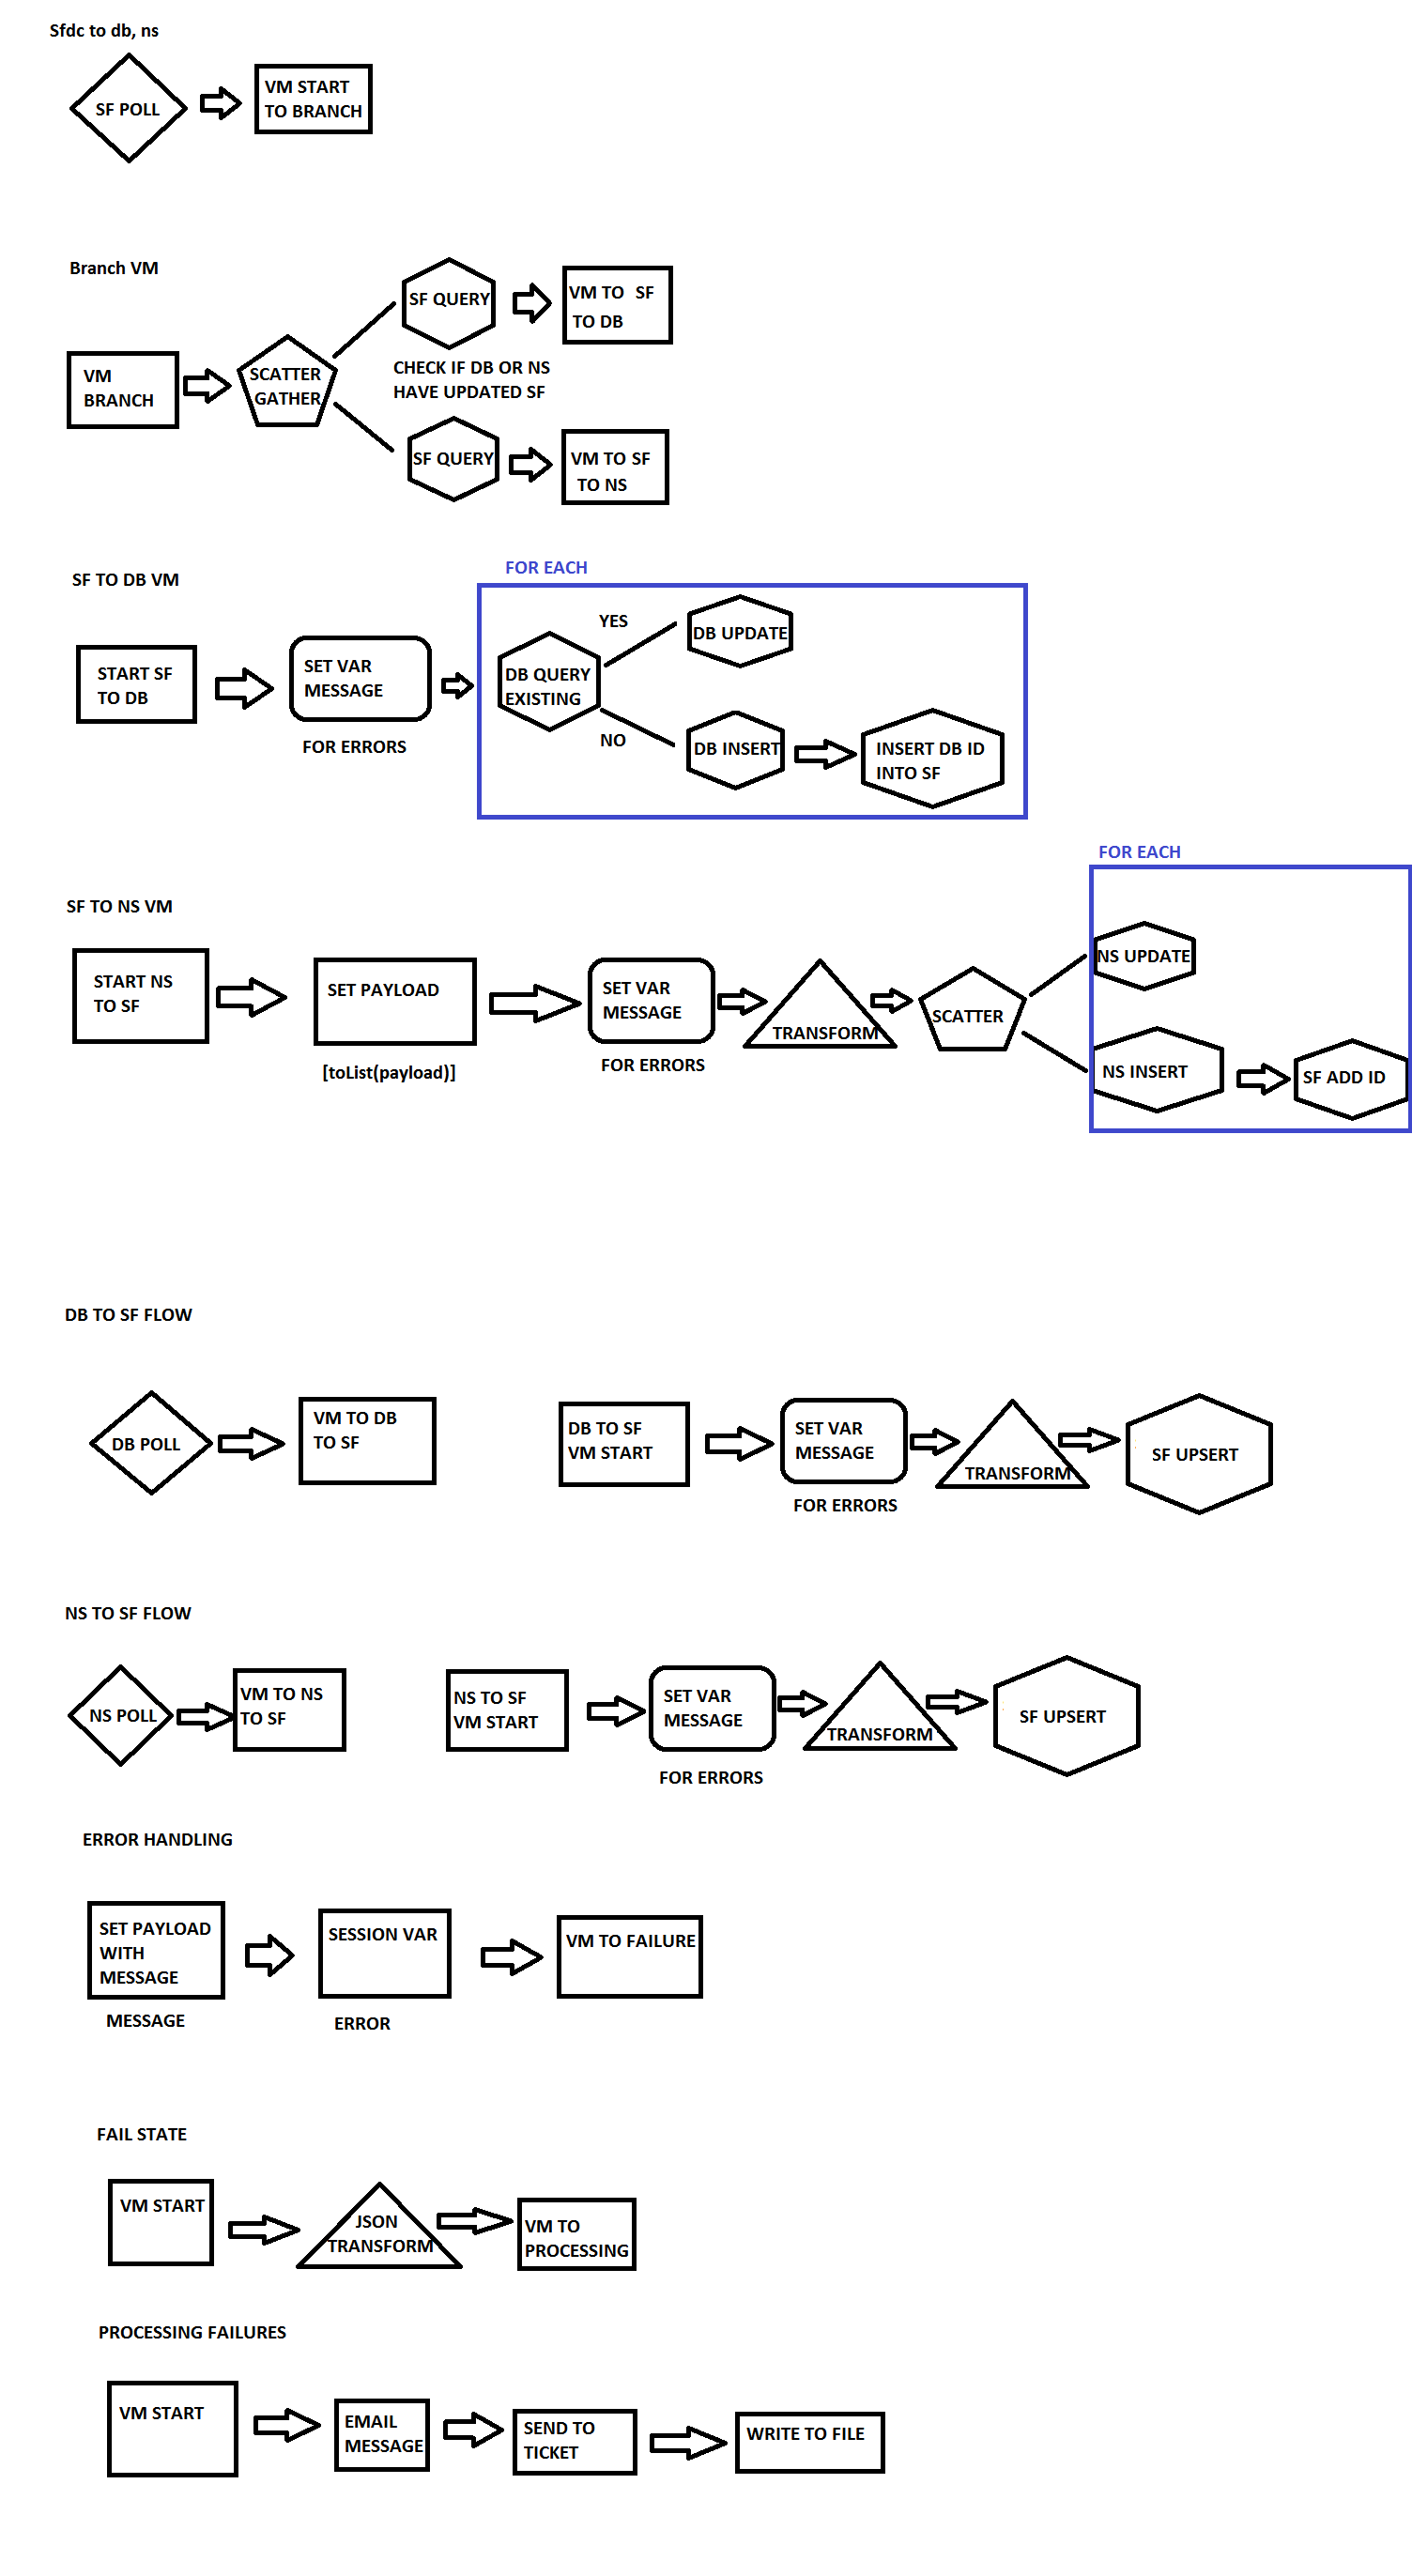 Sfdc to db, ns
SF POLL
VM START
TO BRANCH
Branch VM
VM
BRANCH
SCATTER
GATHER
SF QUERY
VM TO SF
TO DB
CHECK IF DB OR NS
HAVE UPDATED SF
SF QUERY
VM TO SF
TO NS
SF TO DB VM
FOR EACH
START SF
TO DB
SET VAR
MESSAGE
FOR ERRORS
DB QUERY
EXISTING
YES
DB UPDATE
NO
DB INSERT
INSERT DB ID
INTO SF
SF TO NS VM
FOR EACH
START NS
TO SF
SET PAYLOAD
[toList(payload)]
SET VAR
MESSAGE
FOR ERRORS
TRANSFORM
SCATTER
NS UPDATE
NS INSERT
SF ADD ID
DB TO SF FLOW
DB POLL
VM TO DB
TO SF
DB TO SF
VM START
SET VAR
MESSAGE
FOR ERRORS
TRANSFORM
SF UPSERT
NS TO SF FLOW
NS POLL
VM TO NS
TO SF
NS TO SF
VM START
SET VAR
MESSAGE
FOR ERRORS
TRANSFORM
SF UPSERT
ERROR HANDLING
SET PAYLOAD
WITH
MESSAGE
MESSAGE
SESSION VAR
ERROR
VM TO FAILURE
FAIL STATE
VM START
JSON
TRANSFORM
VM TO
PROCESSING
PROCESSING FAILURES
VM START
EMAIL
MESSAGE
SEND TO
TICKET
WRITE TO FILE